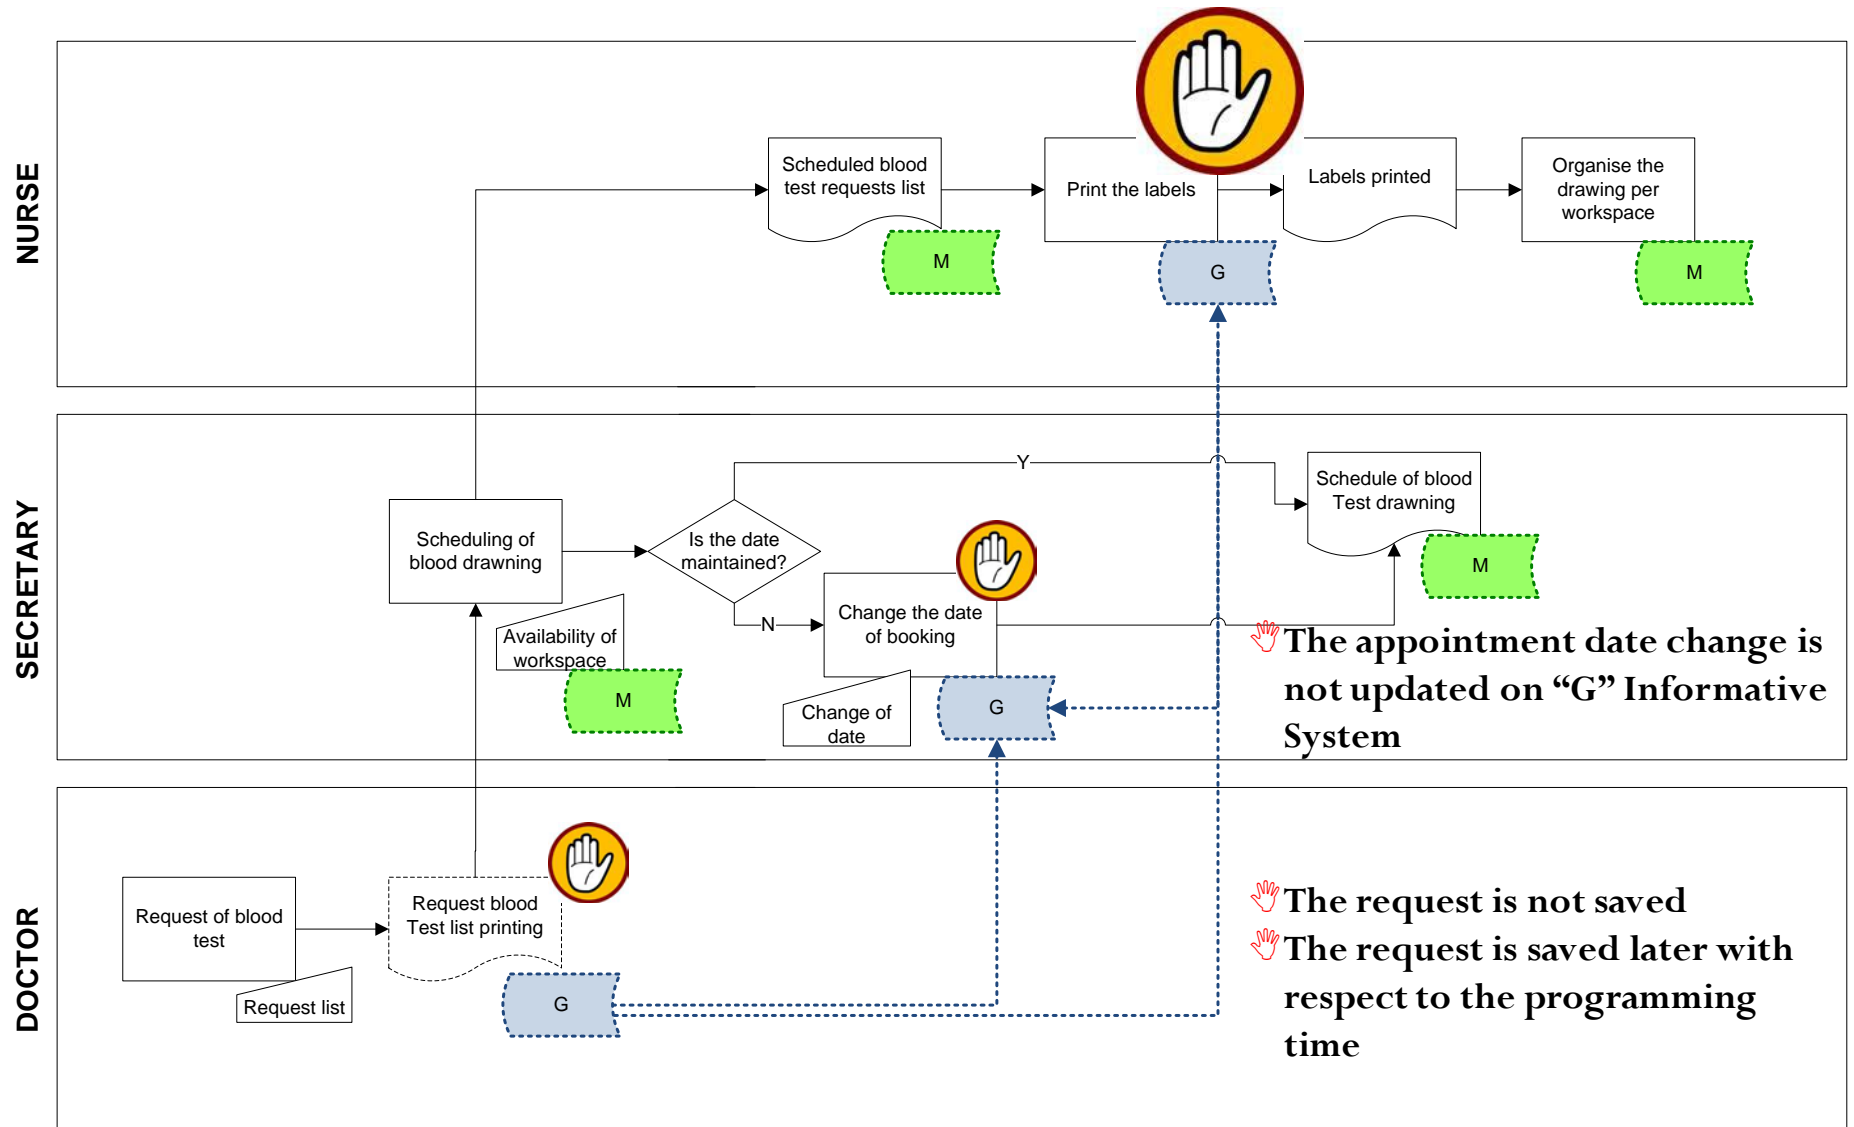 NURSE
Scheduled blood
test requests list
M
Print the labels
G
Labels printed
Organise the
drawing per
workspace
M
SECRETARY
Scheduling of
blood drawning
Availability of
workspace
M
Is the date
maintained?
Y
N
Change the date
of booking
Change of
date
G
Schedule of blood
Test drawning
M
The appointment date change is
not updated on “G” Informative
System
DOCTOR
Request of blood
test
Request list
Request blood
Test list printing
G
The request is not saved
The request is saved later with
respect to the programming
time